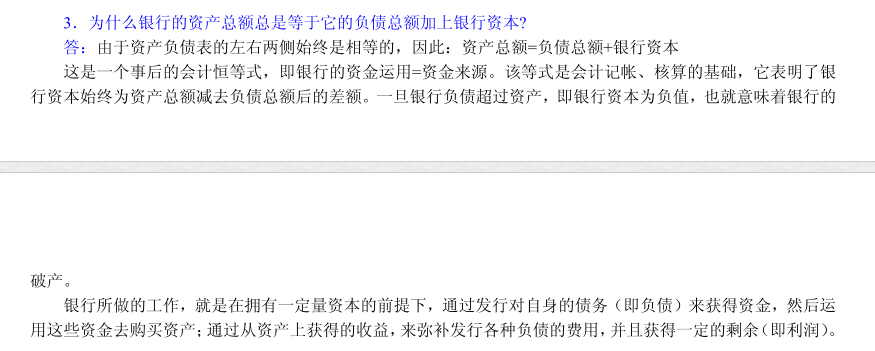 3．为什么银行的资产总额总是等于它的负债总额加上银行资本?
答：由于资产负债表的左右两侧始终是相等的，因此：资产总额=负债总额+银行资本
这是一个事后的会计恒等式，即银行的资金运用=资金来源。该等式是会计记帐、核算的基础，它表明了银
行资本始终为资产总额减去负债总额后的差额。一旦银行负债超过资产，即银行资本为负值，也就意味着银行的
破产。
银行所做的工作，就是在拥有一定量资本的前提下，通过发行对自身的债务（即负债）来获得资金，然后运
用这些资金去购买资产；通过从资产上获得的收益，来弥补发行各种负债的费用，并且获得一定的剩余（即利润）。